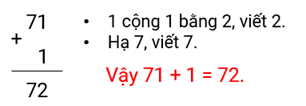 71
+
1
72
• 1 cộng 1 bằng 2, viết 2.
• Hạ 7, viết 7.
Vậy 71 + 1 = 72.